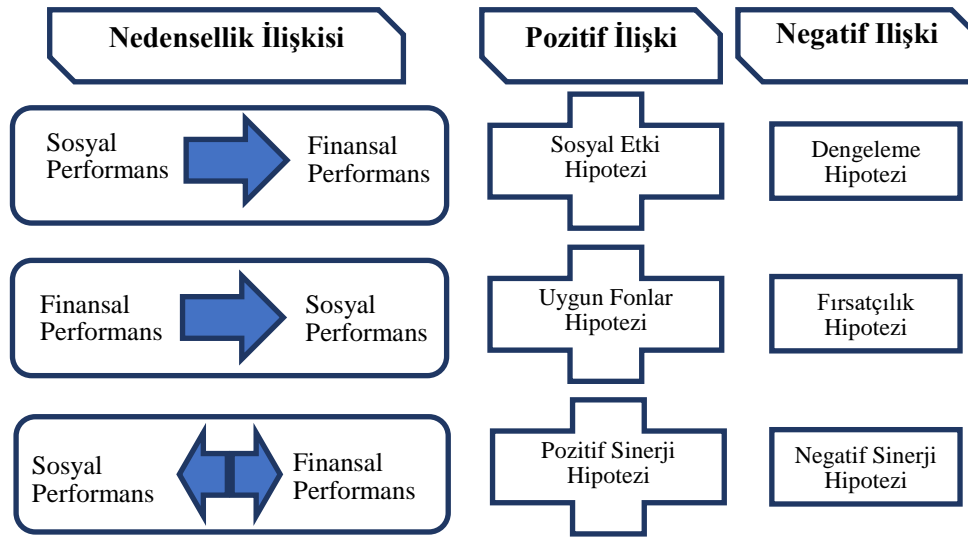 Nedensellik İlişkisi
Pozitif İlişki
Negatif Ilişki
Sosyal
Performans
Finansal
Performans
Sosyal Etki
Hipotezi
Dengeleme
Hipotezi
Finansal
Performans
Sosyal
Performans
Uygun Fonlar
Hipotezi
Fırsatçılık
Hipotezi
Sosyal
Performans
Finansal
Performans
Pozitif Sinerji
Hipotezi
Negatif Sinerji
Hipotezi